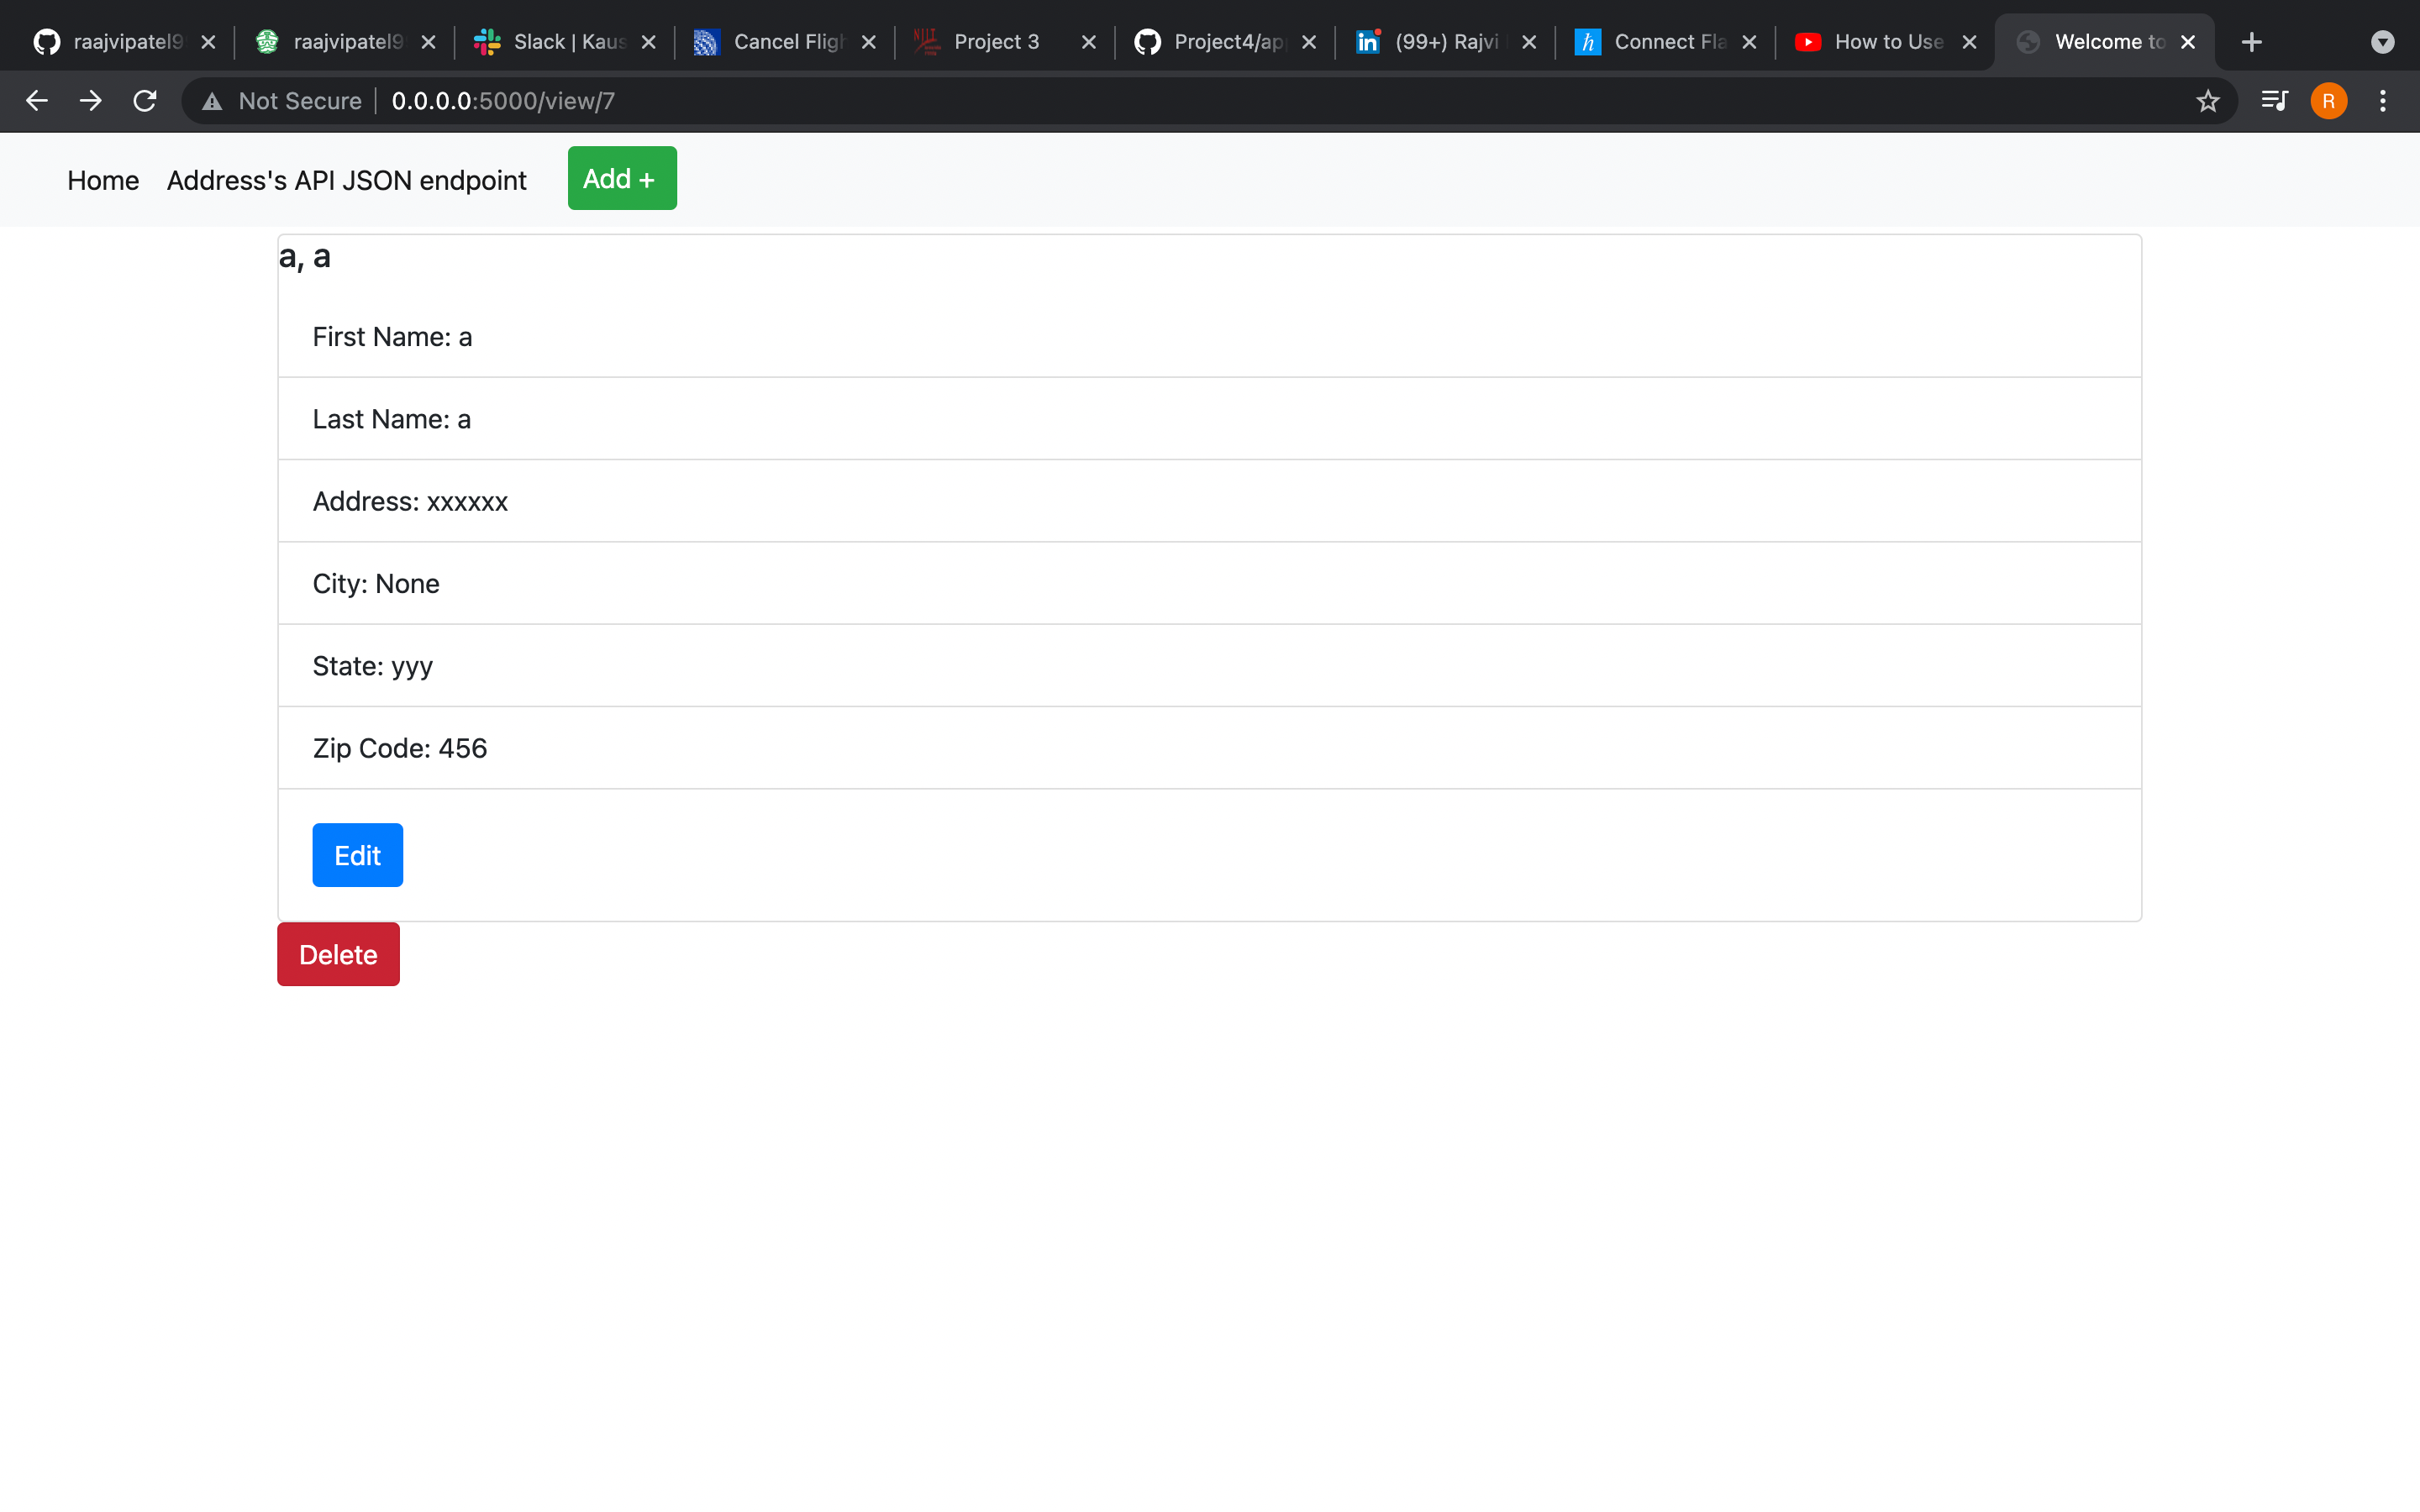 raajvipatel9
raajvipatel9
Slack | Kaus
Cancel Fligh
NIIT
Project 3
Project4/ap
in
(99+) Rajvi
h
Connect Fla
How to Use
Welcome to
Not Secure
0.0.0.0:5000/view/7
R
Home
Address's API JSON endpoint
Add +
a, a
First Name: a
Last Name: a
Address: xxxxxx
City: None
State: yyy
Zip Code: 456
Edit
Delete